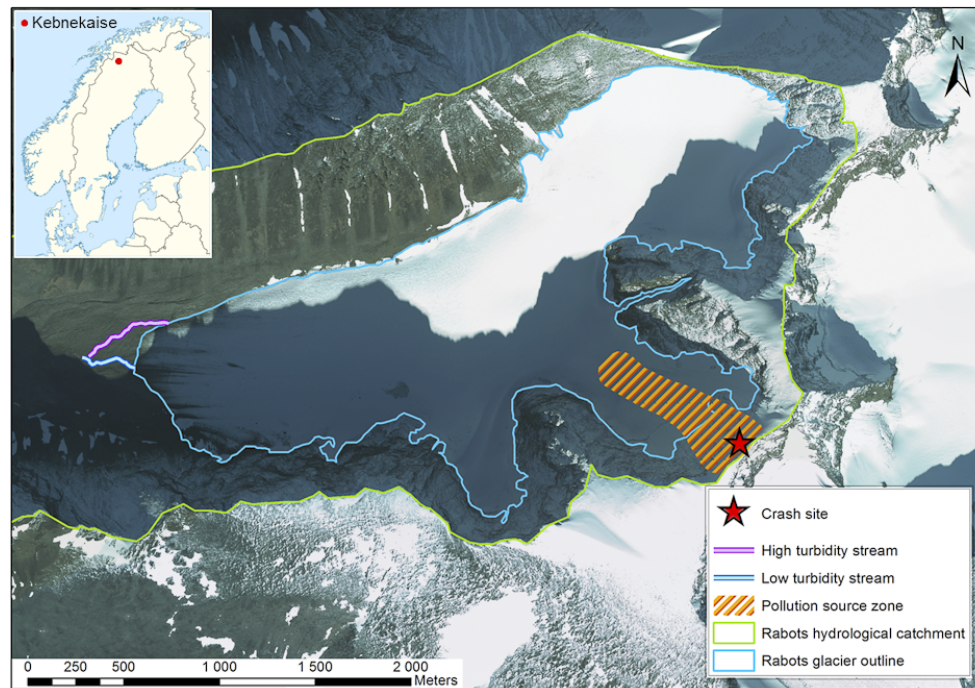 Kebnekaise
N
Crash site
High turbidity stream
Low turbidity stream
Pollution source zone
Rabots hydrological catchment
Rabots glacier outline
0 250 500 1 000 1 500 2 000
Meters